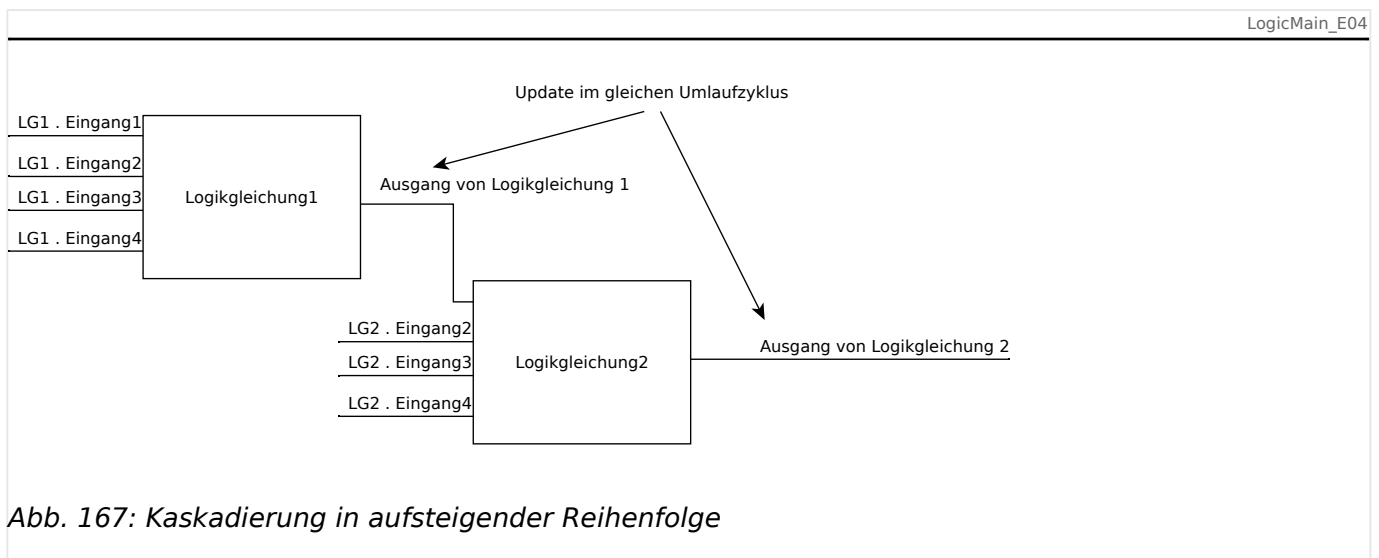 LogicMain_E04
Update im gleichen Umlaufzyklus
LG1 . Eingang1
LG1 . Eingang2
LG1 . Eingang3
LG1 . Eingang4
Logikgleichung1
Ausgang von Logikgleichung 1
LG2 . Eingang2
LG2 . Eingang3
LG2 . Eingang4
Logikgleichung2
Ausgang von Logikgleichung 2
Abb. 167: Kaskadierung in aufsteigender Reihenfolge